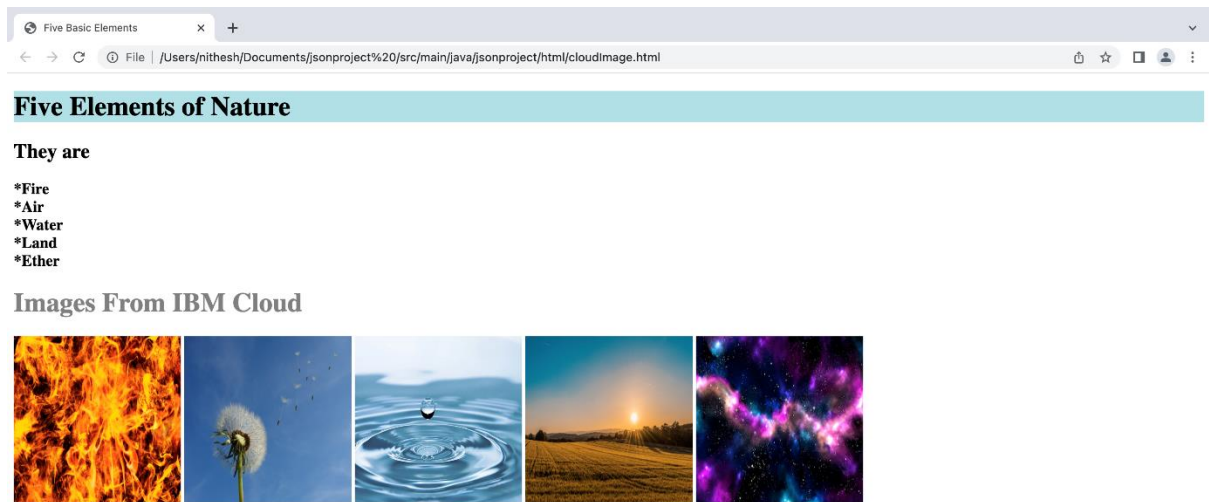 Five Basic Elements
File | /Users/nithesh/Documents/jsonproject%20/src/main/java/jsonproject/html/cloudImage.html
Five Elements of Nature
They are
*Fire
*Air
*Water
*Land
*Ether
Images From IBM Cloud